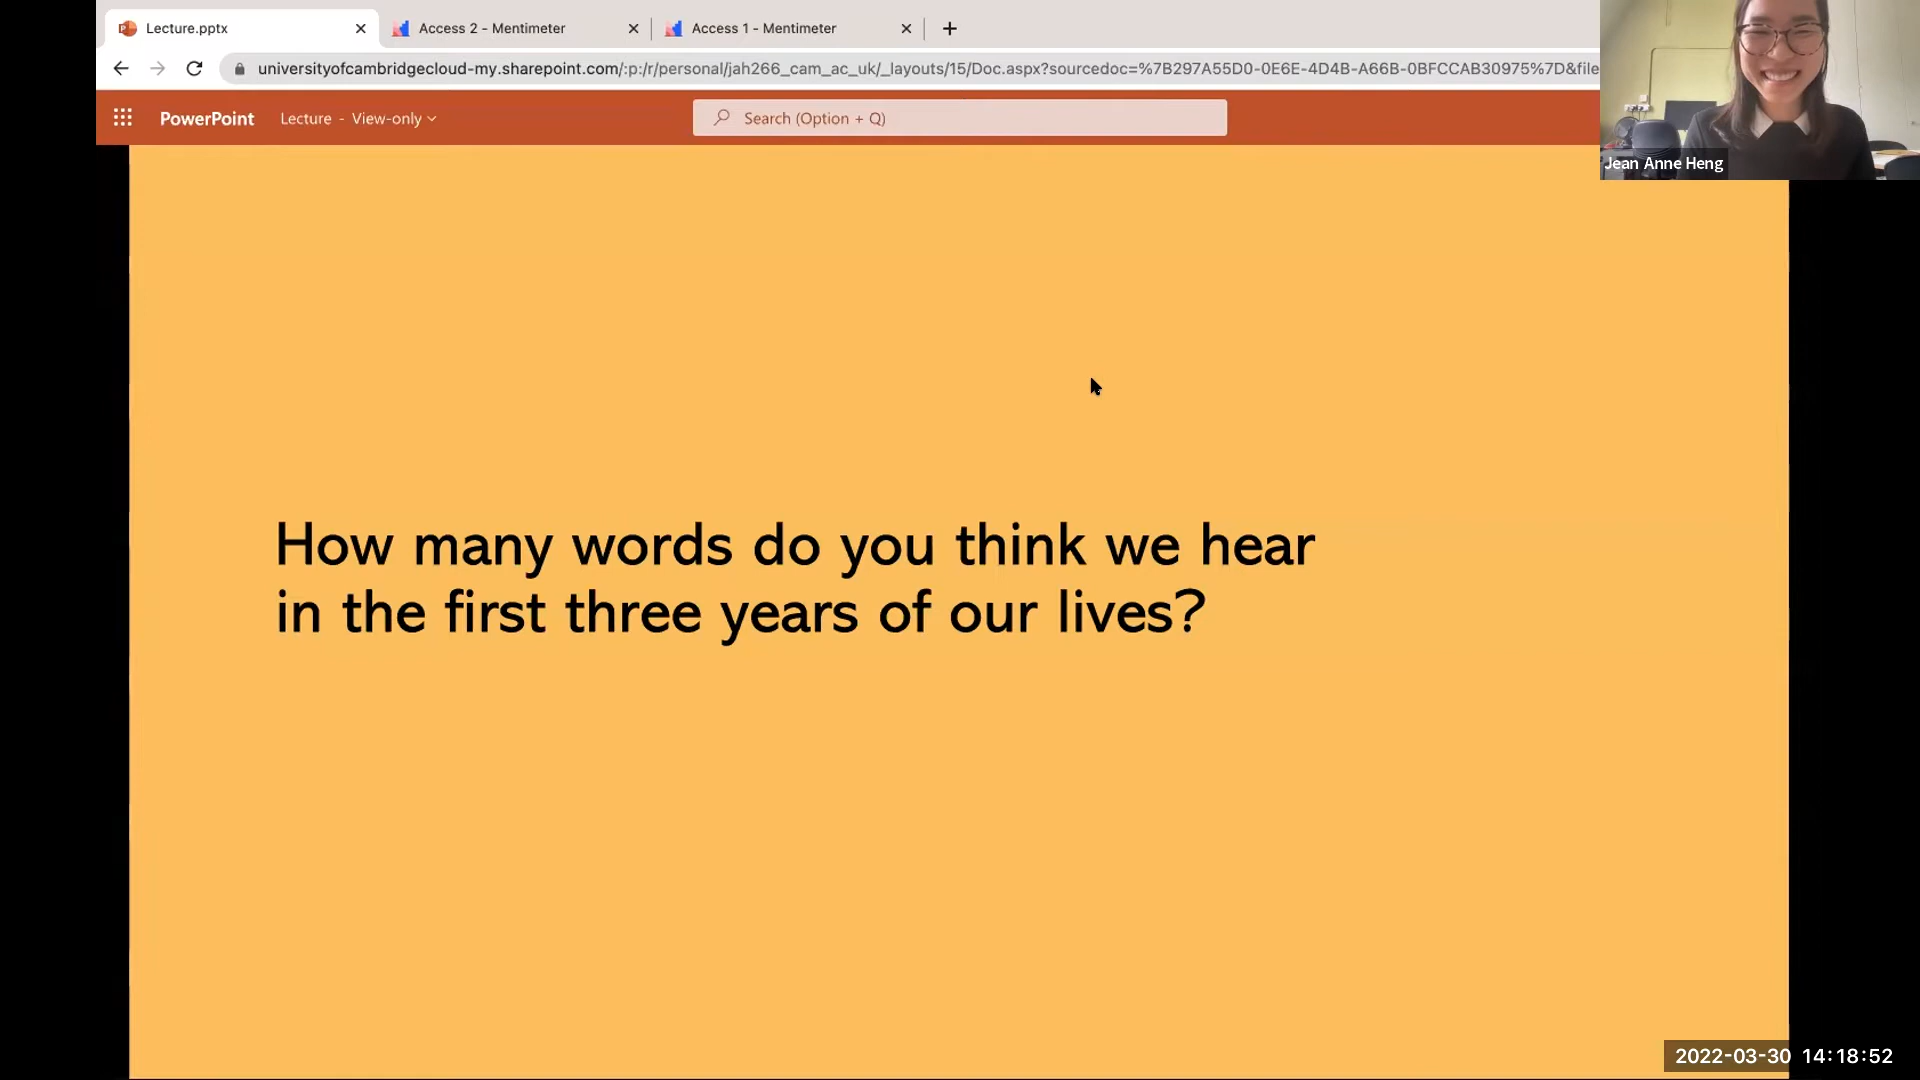 Lecture.pptx
Access 2 - Mentimeter
Access 1 - Mentimeter
universityofcambridgecloud-my.sharepoint.com/:p:/r/personal/jah266_cam_ac_uk/_layouts/15/Doc.aspx?sourcedoc=%7B297A55D0-0E6E-4D4B-A66B-0BFCCAB30975%7D&file
PowerPoint
Lecture - View-only
Search (Option + Q)
Jean Anne Heng
How many words do you think we hear
in the first three years of our lives?
2022-03-30 14:18:52